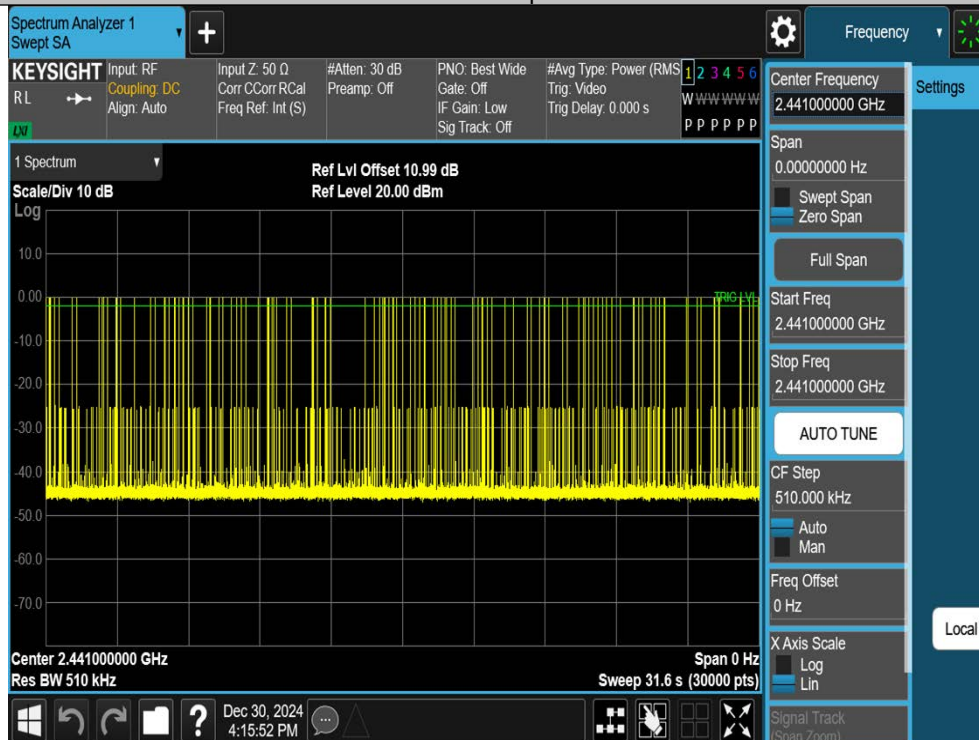 Spectrum Analyzer 1
Swept SA
+
Frequency
KEYSIGHT
RL
LXI
Input: RF
Coupling: DC
Align: Auto
Input Z: 50 Ω
Corr CCorr RCal
Freq Ref: Int (S)
#Atten: 30 dB
Preamp: Off
PNO: Best Wide
Gate: Off
IF Gain: Low
Sig Track: Off
#Avg Type: Power (RMS
Trig: Video
Trig Delay: 0.000 s
1 2 3 4 5 6
W W W W W W
P P P P P P
1 Spectrum
Scale/Div 10 dB
Log
Ref Lvl Offset 10.99 dB
Ref Level 20.00 dBm
10.0
0.00
TRIG LVL
-10.0
-20.0
-30.0
-40.0
-50.0
-60.0
-70.0
Center 2.441000000 GHz
Span 0 Hz
Res BW 510 kHz
Sweep 31.6 s (30000 pts)
?
Dec 30, 2024
4:15:52 PM
Center Frequency
2.441000000 GHz
Span
0.00000000 Hz
Swept Span
Zero Span
Full Span
Start Freq
2.441000000 GHz
Stop Freq
2.441000000 GHz
AUTO TUNE
CF Step
510.000 kHz
Auto
Man
Freq Offset
0 Hz
X Axis Scale
Log
Lin
Signal Track
(Span Zoom)
Settings
Local